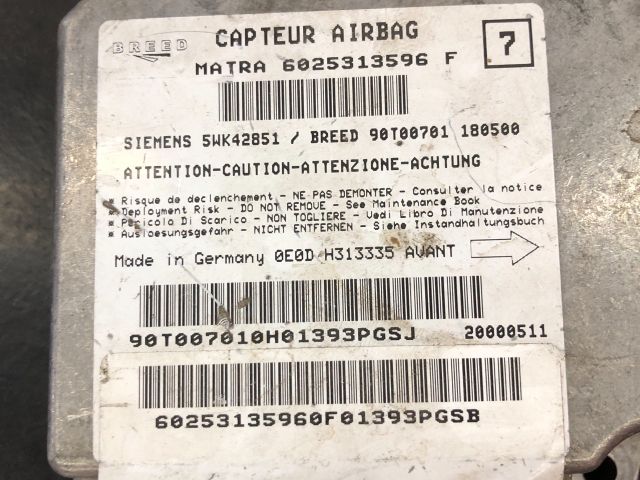 BREED CAPTEUR AIRBAG 7
MATRA 6025313596 F
SIEMENS 5WK42851 / BREED 90T00701 180500
ATTENTION-CAUTION-ATTENZIONE-ACHTUNG
* Risque de declenchement - NE PAS DEMONTER - Consulter la notice
* Deployment Risk - DO NOT REMOVE - See Maintenance Book
* Pericolo Di Scarico - NON TOGLIERE - Vedi Libro Di Manutenzione
* Ausloesungsgefahr - NICHT ENTFERNEN - Siehe Instandhaltungsbuch
Made in Germany 0E0D H313335 AVANT
90T007010H01393PGSJ 20000511
60253135960F01393PGSB